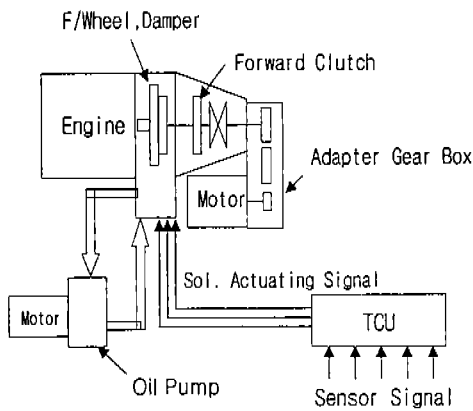 F/Wheel,Damper
Forward Clutch
Engine
Adapter Gear Box
Motor
Sol. Actuating Signal
Motor
TCU
Oil Pump
Sensor Signal